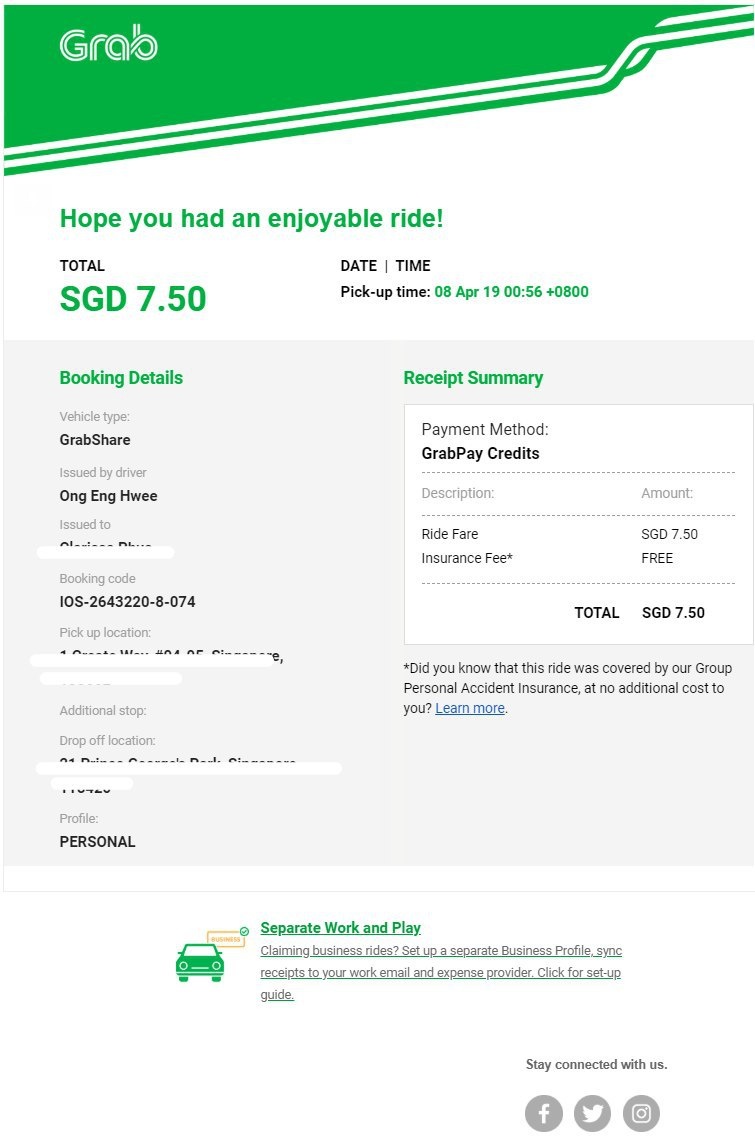 Grab
Hope you had an enjoyable ride!
TOTAL
SGD 7.50
DATE | TIME
Pick-up time: 08 Apr 19 00:56 +0800
Booking Details
Vehicle type:
GrabShare
Issued by driver
Ong Eng Hwee
Issued to
Booking code
IOS-2643220-8-074
Pick up location:
Additional stop:
Drop off location:
Profile:
PERSONAL
Receipt Summary
Payment Method:
GrabPay Credits
Description: Amount:
Ride Fare SGD 7.50
Insurance Fee* FREE
TOTAL SGD 7.50
*Did you know that this ride was covered by our Group
Personal Accident Insurance, at no additional cost to
you? Learn more.
BUSINESS
Separate Work and Play
Claiming business rides? Set up a separate Business Profile, sync
receipts to your work email and expense provider. Click for set-up
guide.
Stay connected with us.